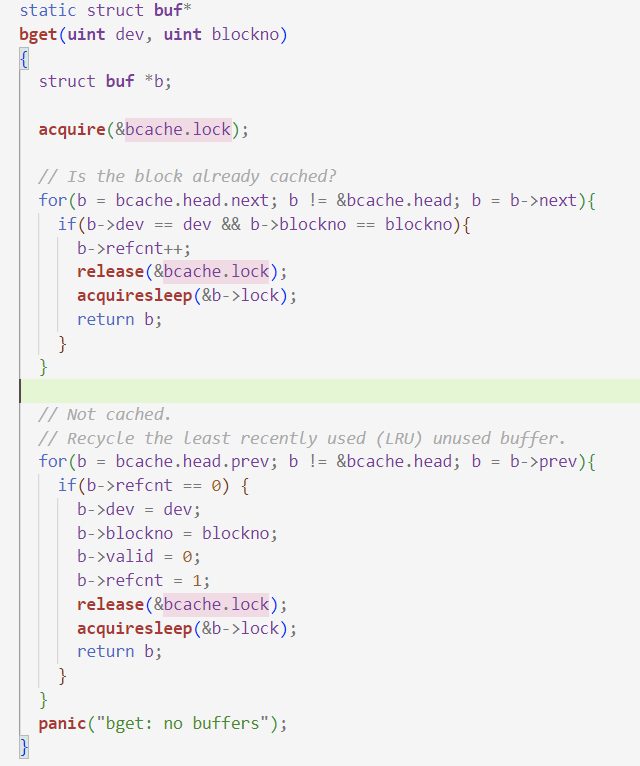 static struct buf*
bget(uint dev, uint blockno)
{
  struct buf *b;

  acquire(&bcache.lock);

  // Is the block already cached?
  for(b = bcache.head.next; b != &bcache.head; b = b->next){
    if(b->dev == dev && b->blockno == blockno){
      b->refcnt++;
      release(&bcache.lock);
      acquiresleep(&b->lock);
      return b;
    }
  }

  // Not cached.
  // Recycle the least recently used (LRU) unused buffer.
  for(b = bcache.head.prev; b != &bcache.head; b = b->prev){
    if(b->refcnt == 0) {
      b->dev = dev;
      b->blockno = blockno;
      b->valid = 0;
      b->refcnt = 1;
      release(&bcache.lock);
      acquiresleep(&b->lock);
      return b;
    }
  }
  panic("bget: no buffers");
}